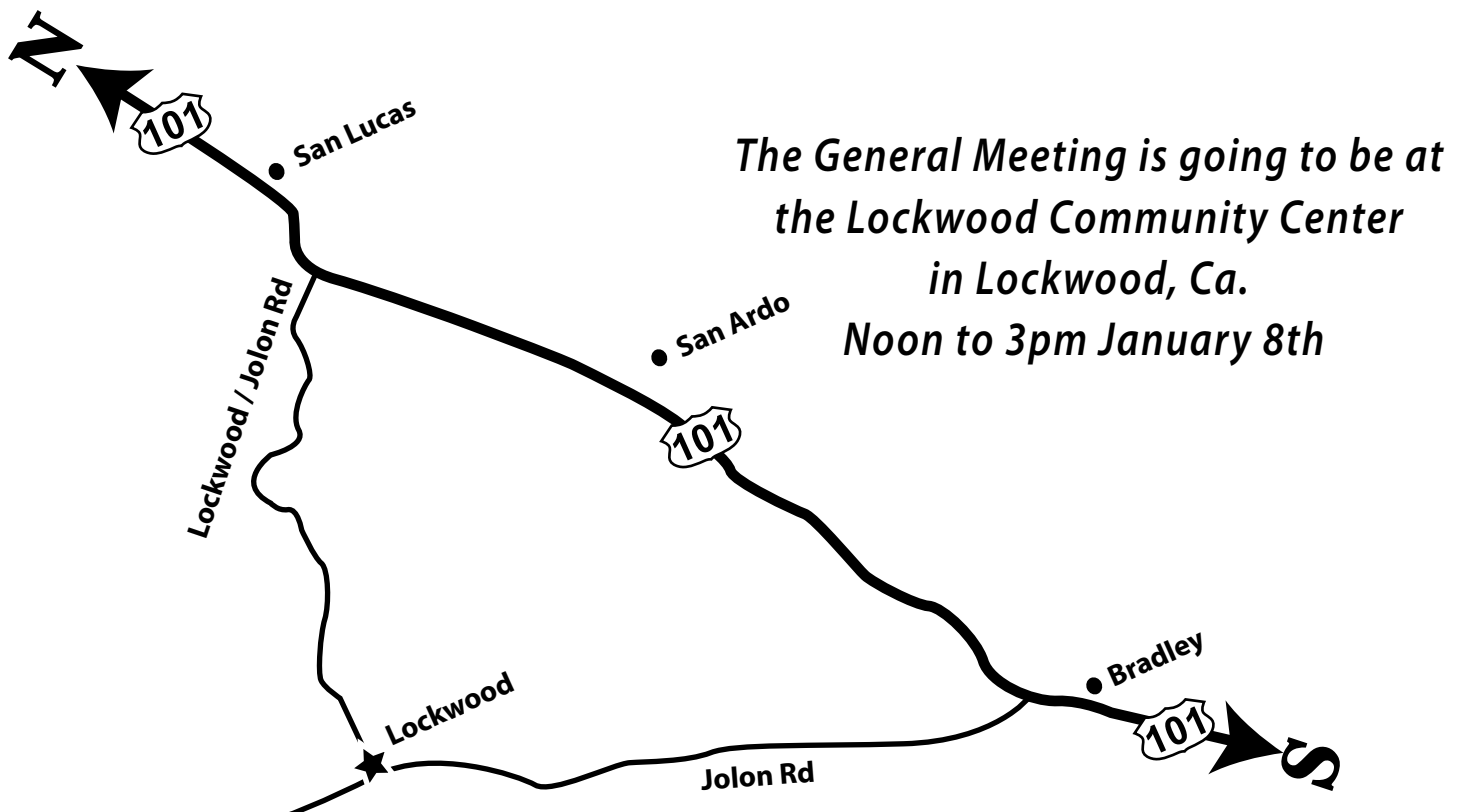 N
101
San Lucas
The General Meeting is going to be at
the Lockwood Community Center
in Lockwood, Ca.
Noon to 3pm January 8th
Lockwood / Jolon Rd
San Ardo
101
Lockwood
Bradley
101
S
Jolon Rd